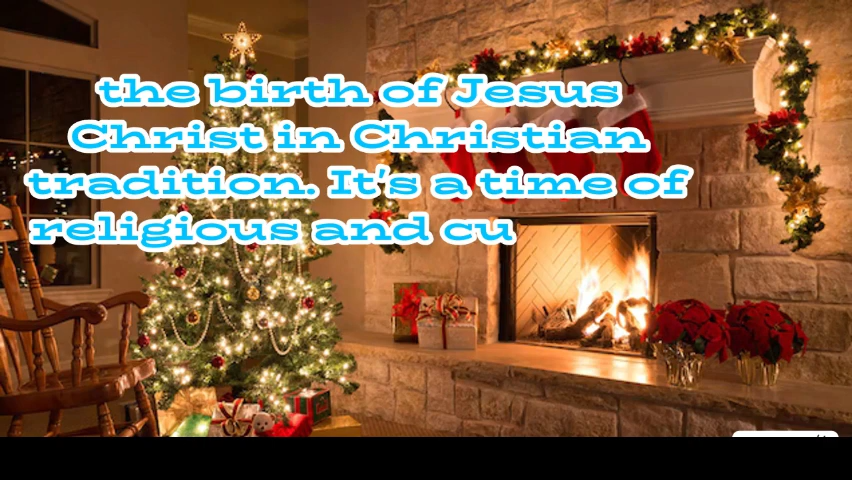 the birth of Jesus
Christ in Christian
tradition. It's a time of
religious and cu